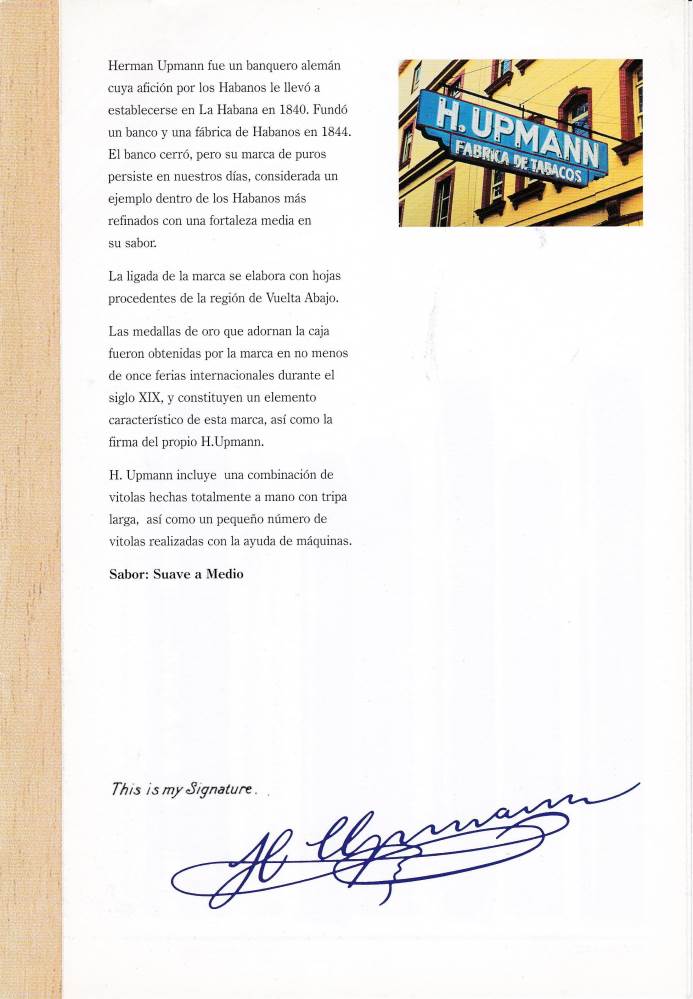 Herman Upmann fue un banquero alemán
cuya afición por los Habanos le llevó a
establecerse en La Habana en 1840. Fundó
un banco y una fábrica de Habanos en 1844.
El banco cerró, pero su marca de puros
persiste en nuestros días, considerada un
ejemplo dentro de los Habanos más
refinados con una fortaleza media en
su sabor.
La ligada de la marca se elabora con hojas
procedentes de la región de Vuelta Abajo.
Las medallas de oro que adornan la caja
fueron obtenidas por la marca en no menos
de once ferias internacionales durante el
siglo XIX, y constituyen un elemento
característico de esta marca, así como la
firma del propio H.Upmann.
H. Upmann incluye una combinación de
vitolas hechas totalmente a mano con tripa
larga, así como un pequeño número de
vitolas realizadas con la ayuda de máquinas.
Sabor: Suave a Medio
H. UPMANN
FABRICA DE TABACOS
This is my Signature.
H Upmann